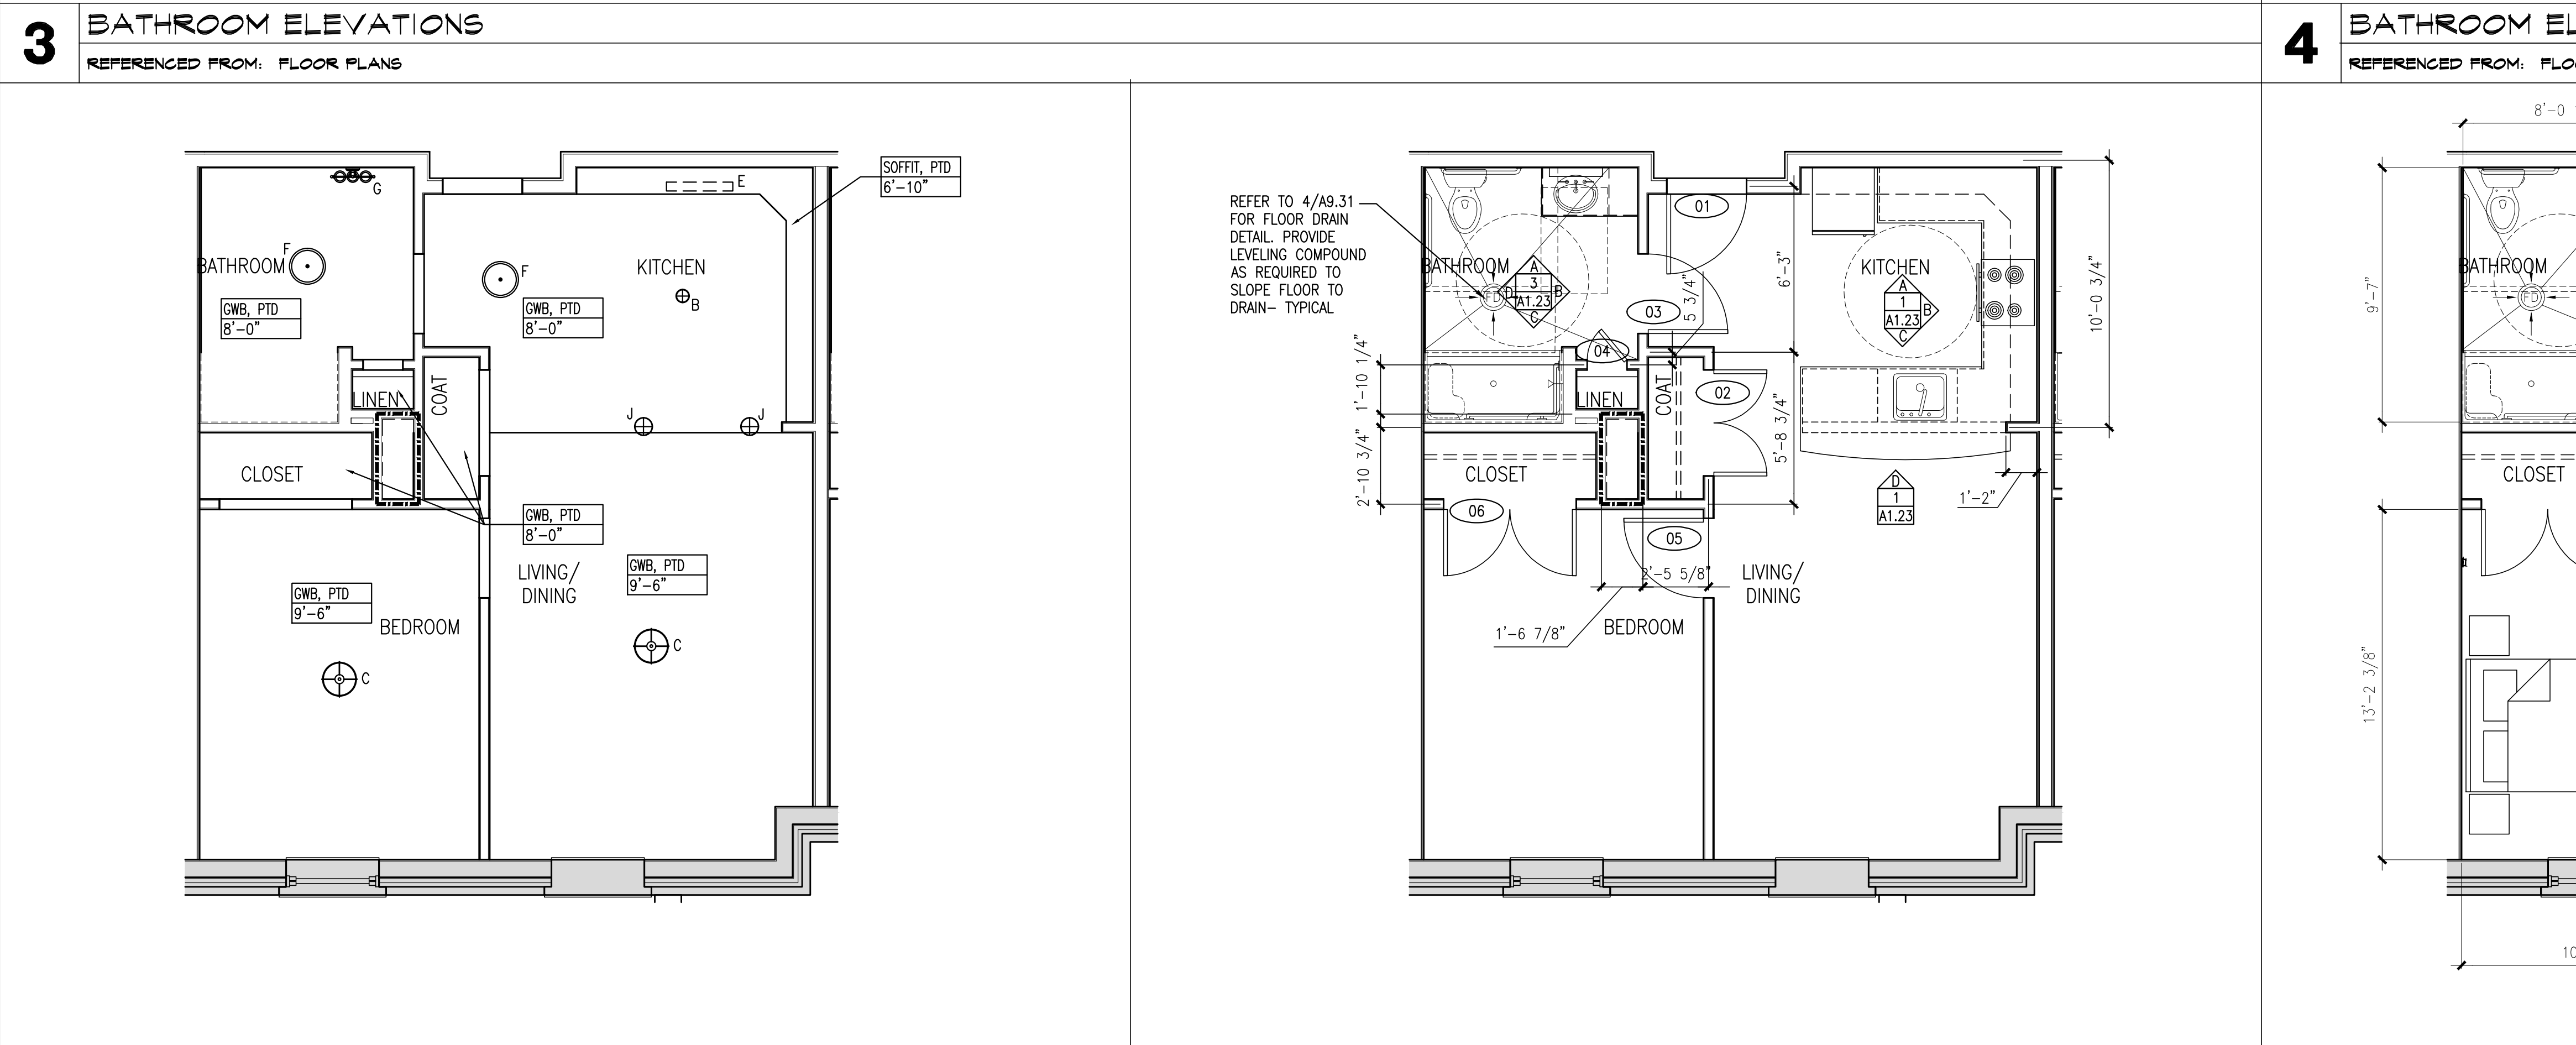 3
BATHROOM ELEVATIONS
REFERENCED FROM: FLOOR PLANS
4
BATHROOM EL
REFERENCED FROM: FLOO
SOFFIT, PTD
6'-10"
G
E
F
BATHROOM
GWB, PTD
8'-0"
F
GWB, PTD
8'-0"
KITCHEN
B
LINEN
COAT
J
J
CLOSET
GWB, PTD
8'-0"
LIVING/
DINING
GWB, PTD
9'-6"
GWB, PTD
9'-6"
BEDROOM
C
C
REFER TO 4/A9.31
FOR FLOOR DRAIN
DETAIL. PROVIDE
LEVELING COMPOUND
AS REQUIRED TO
SLOPE FLOOR TO
DRAIN- TYPICAL
01
BATHROOM
FD
A
3
A1.23
B
C
D
03
5 3/4"
6'-3"
KITCHEN
A
1
A1.23
B
C
10'-0 3/4"
04
1'-10 1/4"
LINEN
COAT
02
5'-8 3/4"
2'-10 3/4"
CLOSET
06
D
1
A1.23
1'-2"
05
2'-5 5/8"
LIVING/
DINING
1'-6 7/8"
BEDROOM
8'-0
9'-7"
BATHROOM
FD
CLOSET
13'-2 3/8"
10